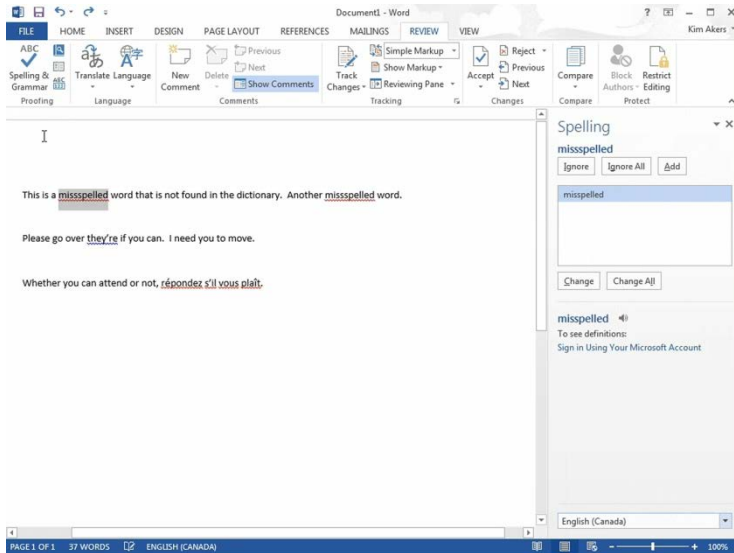 Document1 - Word
FILE HOME INSERT DESIGN PAGE LAYOUT REFERENCES MAILINGS REVIEW VIEW Kim Akers
ABC Spelling & Grammar
Translate Language
New Comment
Delete
Previous
Next
Show Comments
Track Changes
Simple Markup
Show Markup
Reviewing Pane
Accept
Reject
Previous
Next
Compare
Block Authors
Restrict Editing
Proofing Language Comments Tracking Changes Compare Protect
This is a missspelled word that is not found in the dictionary. Another missspelled word.
Please go over they're if you can. I need you to move.
Whether you can attend or not, répondez s'il vous plaît.
Spelling
missspelled
Ignore Ignore All Add
misspelled
Change Change All
misspelled
To see definitions:
Sign in Using Your Microsoft Account
English (Canada)
PAGE 1 OF 1 37 WORDS ENGLISH (CANADA) 100%